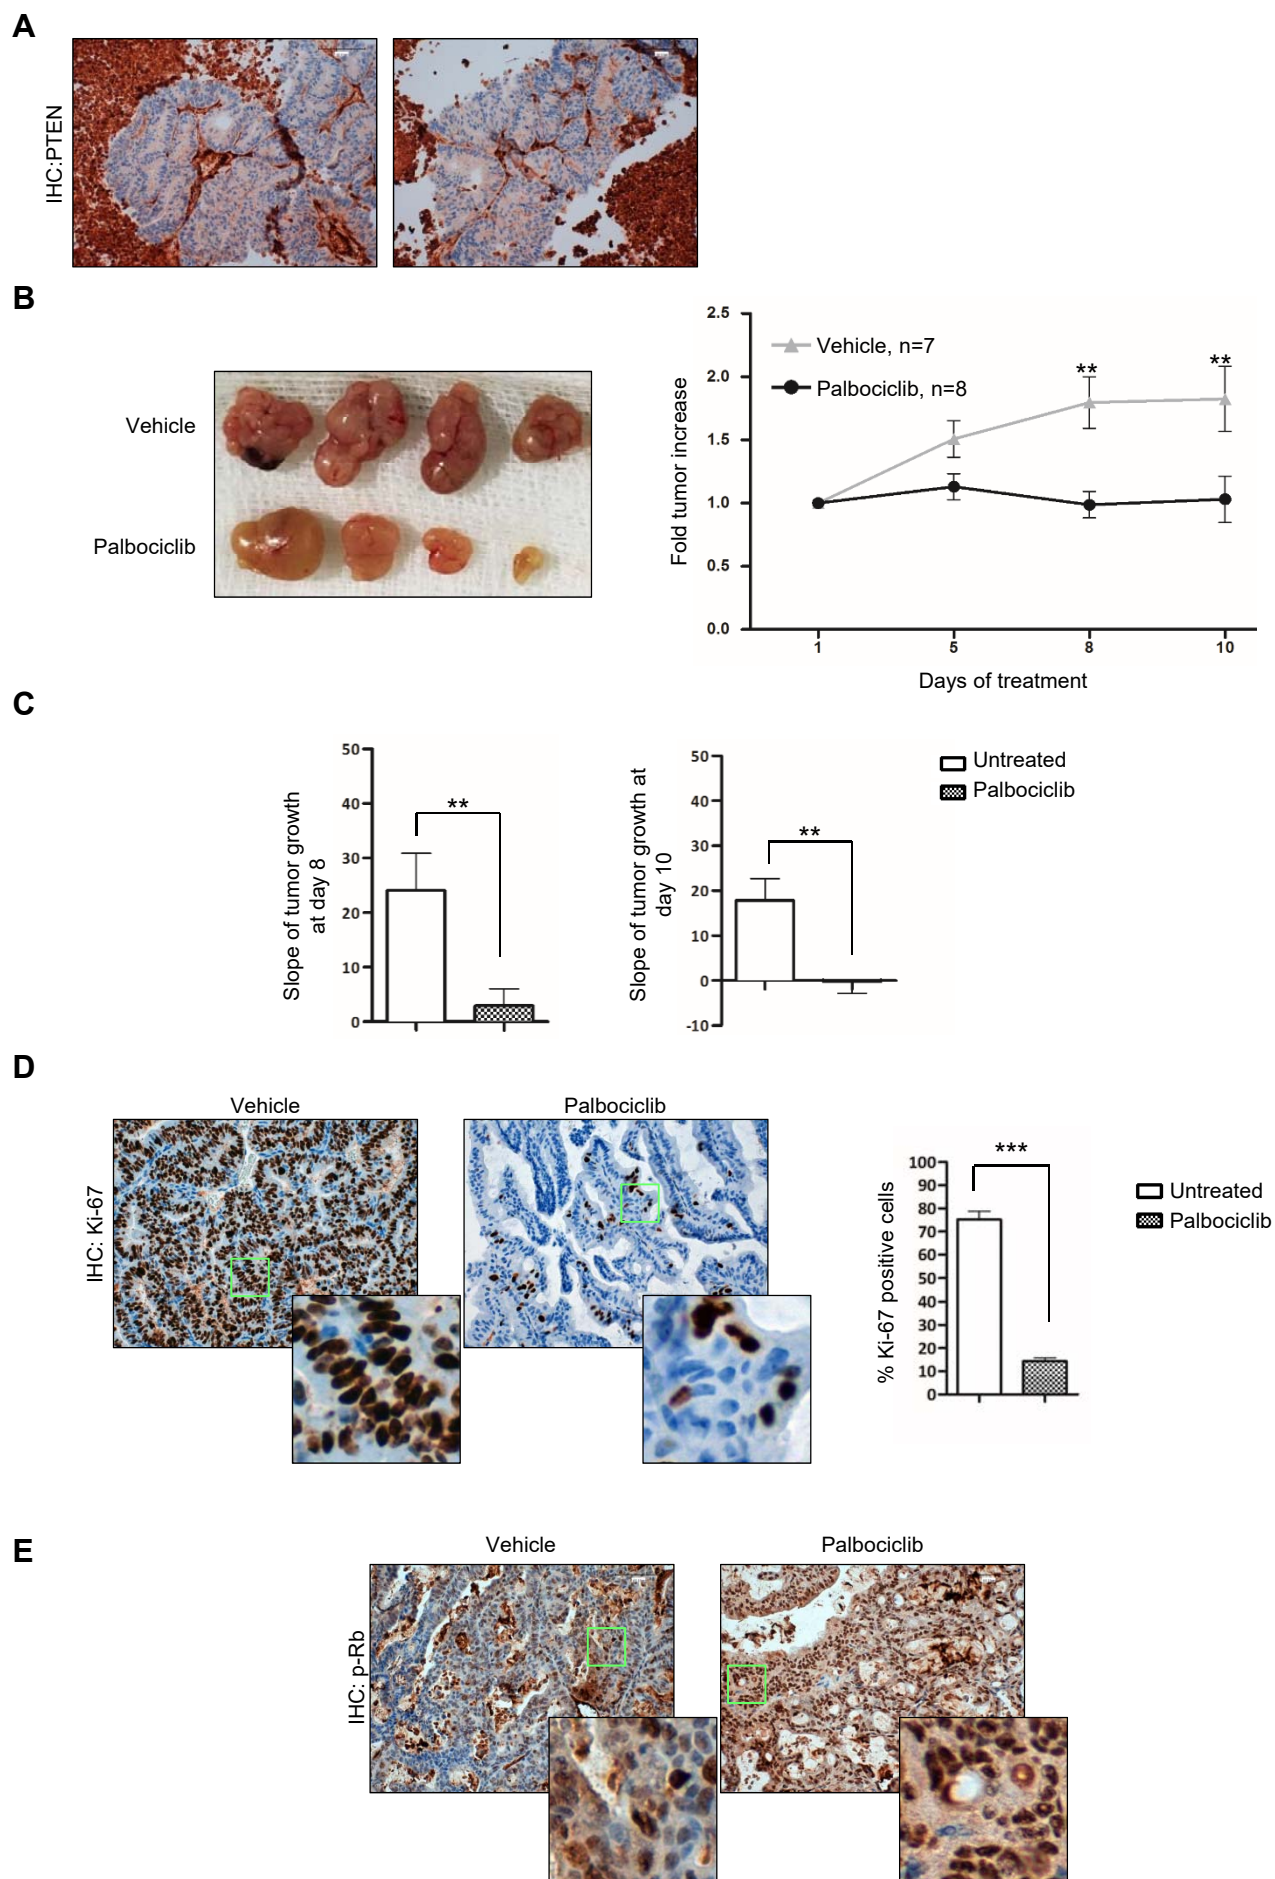 A
IHC:PTEN
B
Vehicle
Palbociclib
2.5
2.0
1.5
1.0
0.5
0.0
Fold tumor increase
Vehicle, n=7
Palbociclib, n=8
**
**
1 5 8 10
Days of treatment
C
50
40
30
20
10
0
Slope of tumor growth
at day 8
**
50
40
30
20
10
0
-10
Slope of tumor growth at
day 10
**
Untreated
Palbociclib
D
Vehicle
Palbociclib
IHC: Ki-67
100
90
80
70
60
50
40
30
20
10
0
% Ki-67 positive cells
***
Untreated
Palbociclib
E
Vehicle
Palbociclib
IHC: p-Rb